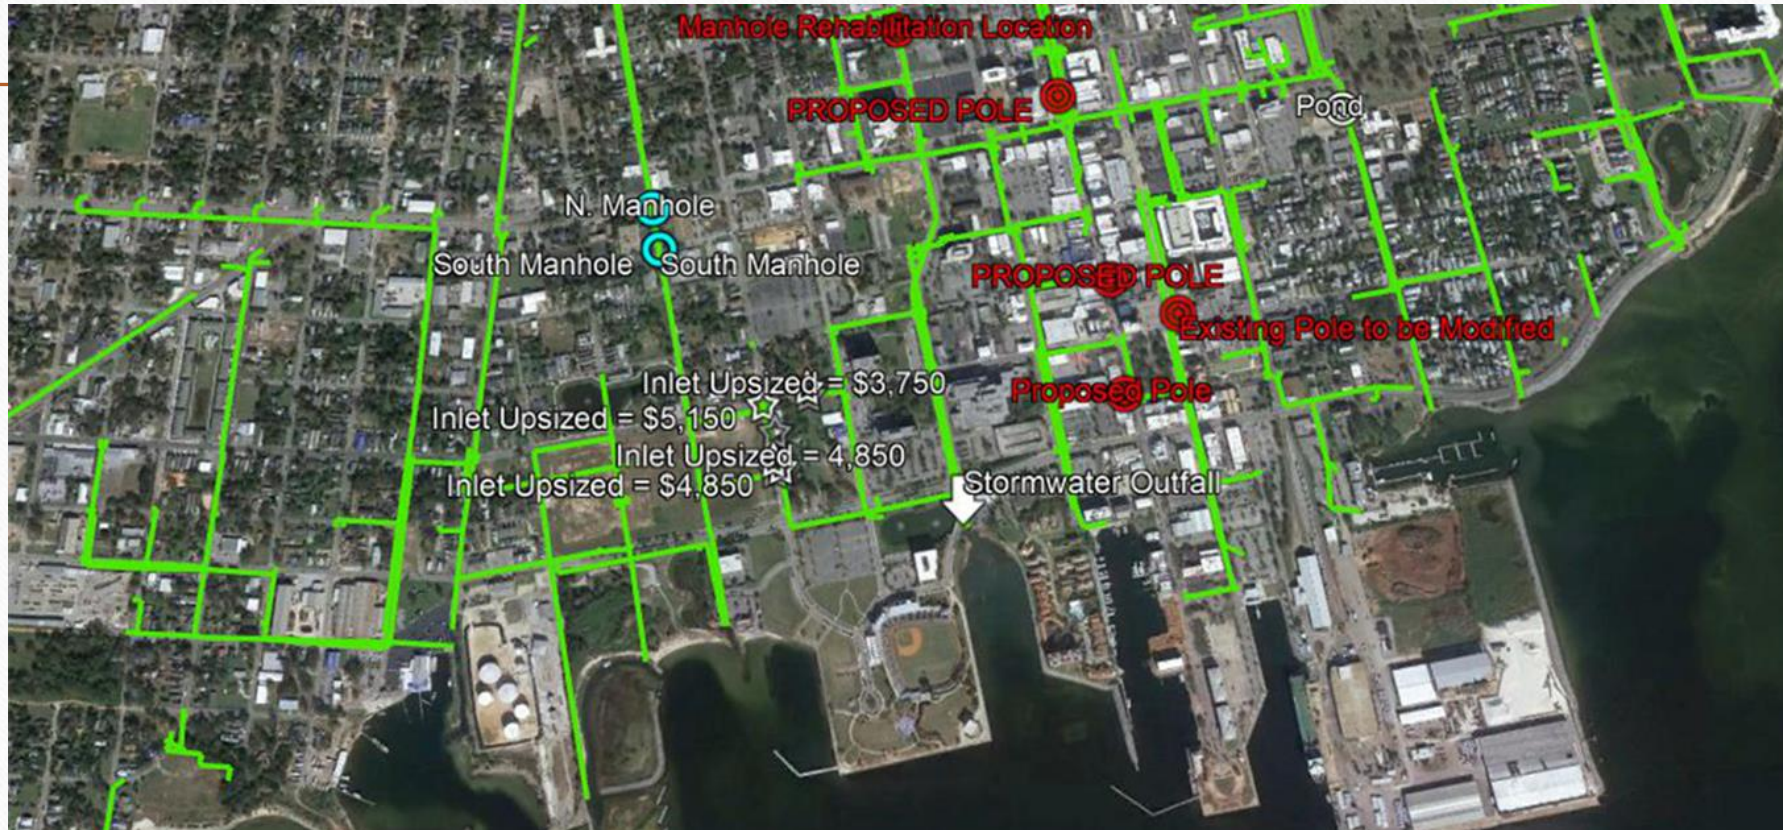 Manhole Rehabilitation Location
PROPOSED POLE
Pond
N. Manhole
South Manhole
South Manhole
PROPOSED POLE
Existing Pole to be Modified
Inlet Upsized = $3,750
Proposed Pole
Inlet Upsized = $5,150
Inlet Upsized = 4,850
Inlet Upsized = $4,850
Stormwater Outfall